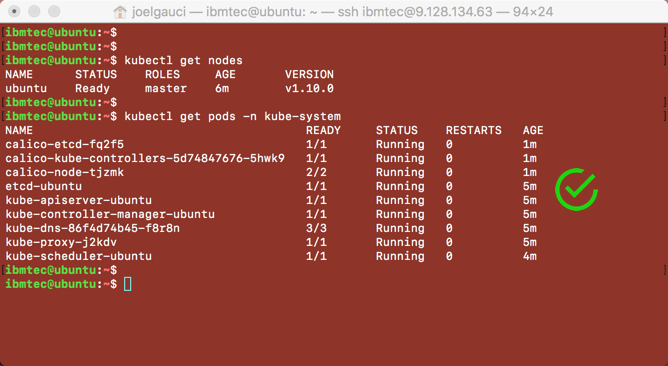 joelgauci — ibmtec@ubuntu: ~ — ssh ibmtec@9.128.134.63 — 94×24
ibmtec@ubuntu:~$
ibmtec@ubuntu:~$
ibmtec@ubuntu:~$ kubectl get nodes
NAME STATUS ROLES AGE VERSION
ubuntu Ready master 6m v1.10.0
ibmtec@ubuntu:~$
ibmtec@ubuntu:~$ kubectl get pods -n kube-system
NAME READY STATUS RESTARTS AGE
calico-etcd-fq2f5 1/1 Running 0 1m
calico-kube-controllers-5d74847676-5hwk9 1/1 Running 0 1m
calico-node-tjzmk 2/2 Running 0 1m
etcd-ubuntu 1/1 Running 0 5m
kube-apiserver-ubuntu 1/1 Running 0 5m
kube-controller-manager-ubuntu 1/1 Running 0 5m
kube-dns-86f4d74b45-f8r8n 3/3 Running 0 5m
kube-proxy-j2kdv 1/1 Running 0 5m
kube-scheduler-ubuntu 1/1 Running 0 4m
ibmtec@ubuntu:~$
ibmtec@ubuntu:~$